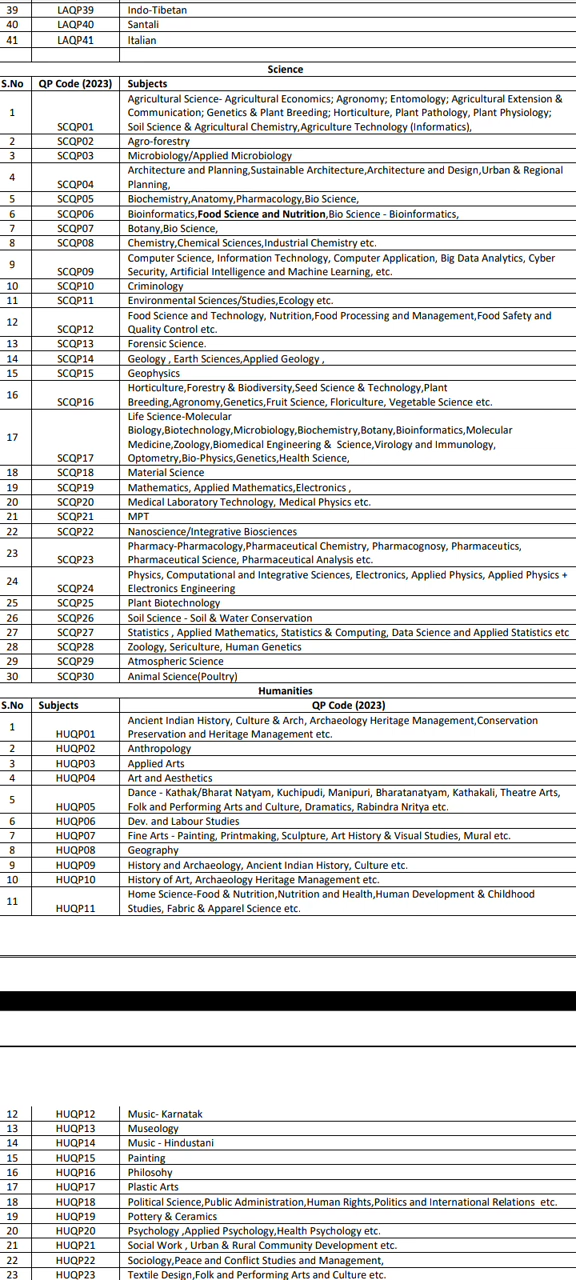 39 LAQP39 Indo-Tibetan
40 LAQP40 Santali
41 LAQP41 Italian
Science
S.No QP Code (2023) Subjects
Agricultural Science- Agricultural Economics; Agronomy; Entomology; Agricultural Extension &
Communication; Genetics & Plant Breeding; Horticulture, Plant Pathology, Plant Physiology;
1 SCQP01 Soil Science & Agricultural Chemistry,Agriculture Technology (Informatics),
2 SCQP02 Agro-forestry
3 SCQP03 Microbiology/Applied Microbiology
Architecture and Planning,Sustainable Architecture,Architecture and Design,Urban & Regional
4 SCQP04 Planning,
5 SCQP05 Biochemistry,Anatomy,Pharmacology,Bio Science,
6 SCQP06 Bioinformatics,Food Science and Nutrition,Bio Science - Bioinformatics,
7 SCQP07 Botany,Bio Science,
8 SCQP08 Chemistry,Chemical Sciences,Industrial Chemistry etc.
Computer Science, Information Technology, Computer Application, Big Data Analytics, Cyber
9 SCQP09 Security, Artificial Intelligence and Machine Learning, etc.
10 SCQP10 Criminology
11 SCQP11 Environmental Sciences/Studies,Ecology etc.
Food Science and Technology, Nutrition,Food Processing and Management,Food Safety and
12 SCQP12 Quality Control etc.
13 SCQP13 Forensic Science.
14 SCQP14 Geology , Earth Sciences,Applied Geology ,
15 SCQP15 Geophysics
Horticulture,Forestry & Biodiversity,Seed Science & Technology,Plant
16 SCQP16 Breeding,Agronomy,Genetics,Fruit Science, Floriculture, Vegetable Science etc.
Life Science-Molecular
Biology,Biotechnology,Microbiology,Biochemistry,Botany,Bioinformatics,Molecular
Medicine,Zoology,Biomedical Engineering & Science,Virology and Immunology,
17 SCQP17 Optometry,Bio-Physics,Genetics,Health Science,
18 SCQP18 Material Science
19 SCQP19 Mathematics, Applied Mathematics,Electronics ,
20 SCQP20 Medical Laboratory Technology, Medical Physics etc.
21 SCQP21 MPT
22 SCQP22 Nanoscience/Integrative Biosciences
Pharmacy-Pharmacology,Pharmaceutical Chemistry, Pharmacognosy, Pharmaceutics,
23 SCQP23 Pharmaceutical Science, Pharmaceutical Analysis etc.
Physics, Computational and Integrative Sciences, Electronics, Applied Physics, Applied Physics +
24 SCQP24 Electronics Engineering
25 SCQP25 Plant Biotechnology
26 SCQP26 Soil Science - Soil & Water Conservation
27 SCQP27 Statistics , Applied Mathematics, Statistics & Computing, Data Science and Applied Statistics etc
28 SCQP28 Zoology, Sericulture, Human Genetics
29 SCQP29 Atmospheric Science
30 SCQP30 Animal Science(Poultry)
Humanities
S.No Subjects QP Code (2023)
Ancient Indian History, Culture & Arch, Archaeology Heritage Management,Conservation
1 HUQP01 Preservation and Heritage Management etc.
2 HUQP02 Anthropology
3 HUQP03 Applied Arts
4 HUQP04 Art and Aesthetics
Dance - Kathak/Bharat Natyam, Kuchipudi, Manipuri, Bharatanatyam, Kathakali, Theatre Arts,
5 HUQP05 Folk and Performing Arts and Culture, Dramatics, Rabindra Nritya etc.
6 HUQP06 Dev. and Labour Studies
7 HUQP07 Fine Arts - Painting, Printmaking, Sculpture, Art History & Visual Studies, Mural etc.
8 HUQP08 Geography
9 HUQP09 History and Archaeology, Ancient Indian History, Culture etc.
10 HUQP10 History of Art, Archaeology Heritage Management etc.
Home Science-Food & Nutrition,Nutrition and Health,Human Development & Childhood
11 HUQP11 Studies, Fabric & Apparel Science etc.
12 HUQP12 Music- Karnatak
13 HUQP13 Museology
14 HUQP14 Music - Hindustani
15 HUQP15 Painting
16 HUQP16 Philosohy
17 HUQP17 Plastic Arts
18 HUQP18 Political Science,Public Administration,Human Rights,Politics and International Relations etc.
19 HUQP19 Pottery & Ceramics
20 HUQP20 Psychology ,Applied Psychology,Health Psychology etc.
21 HUQP21 Social Work , Urban & Rural Community Development etc.
22 HUQP22 Sociology,Peace and Conflict Studies and Management,
23 HUQP23 Textile Design,Folk and Performing Arts and Culture etc.